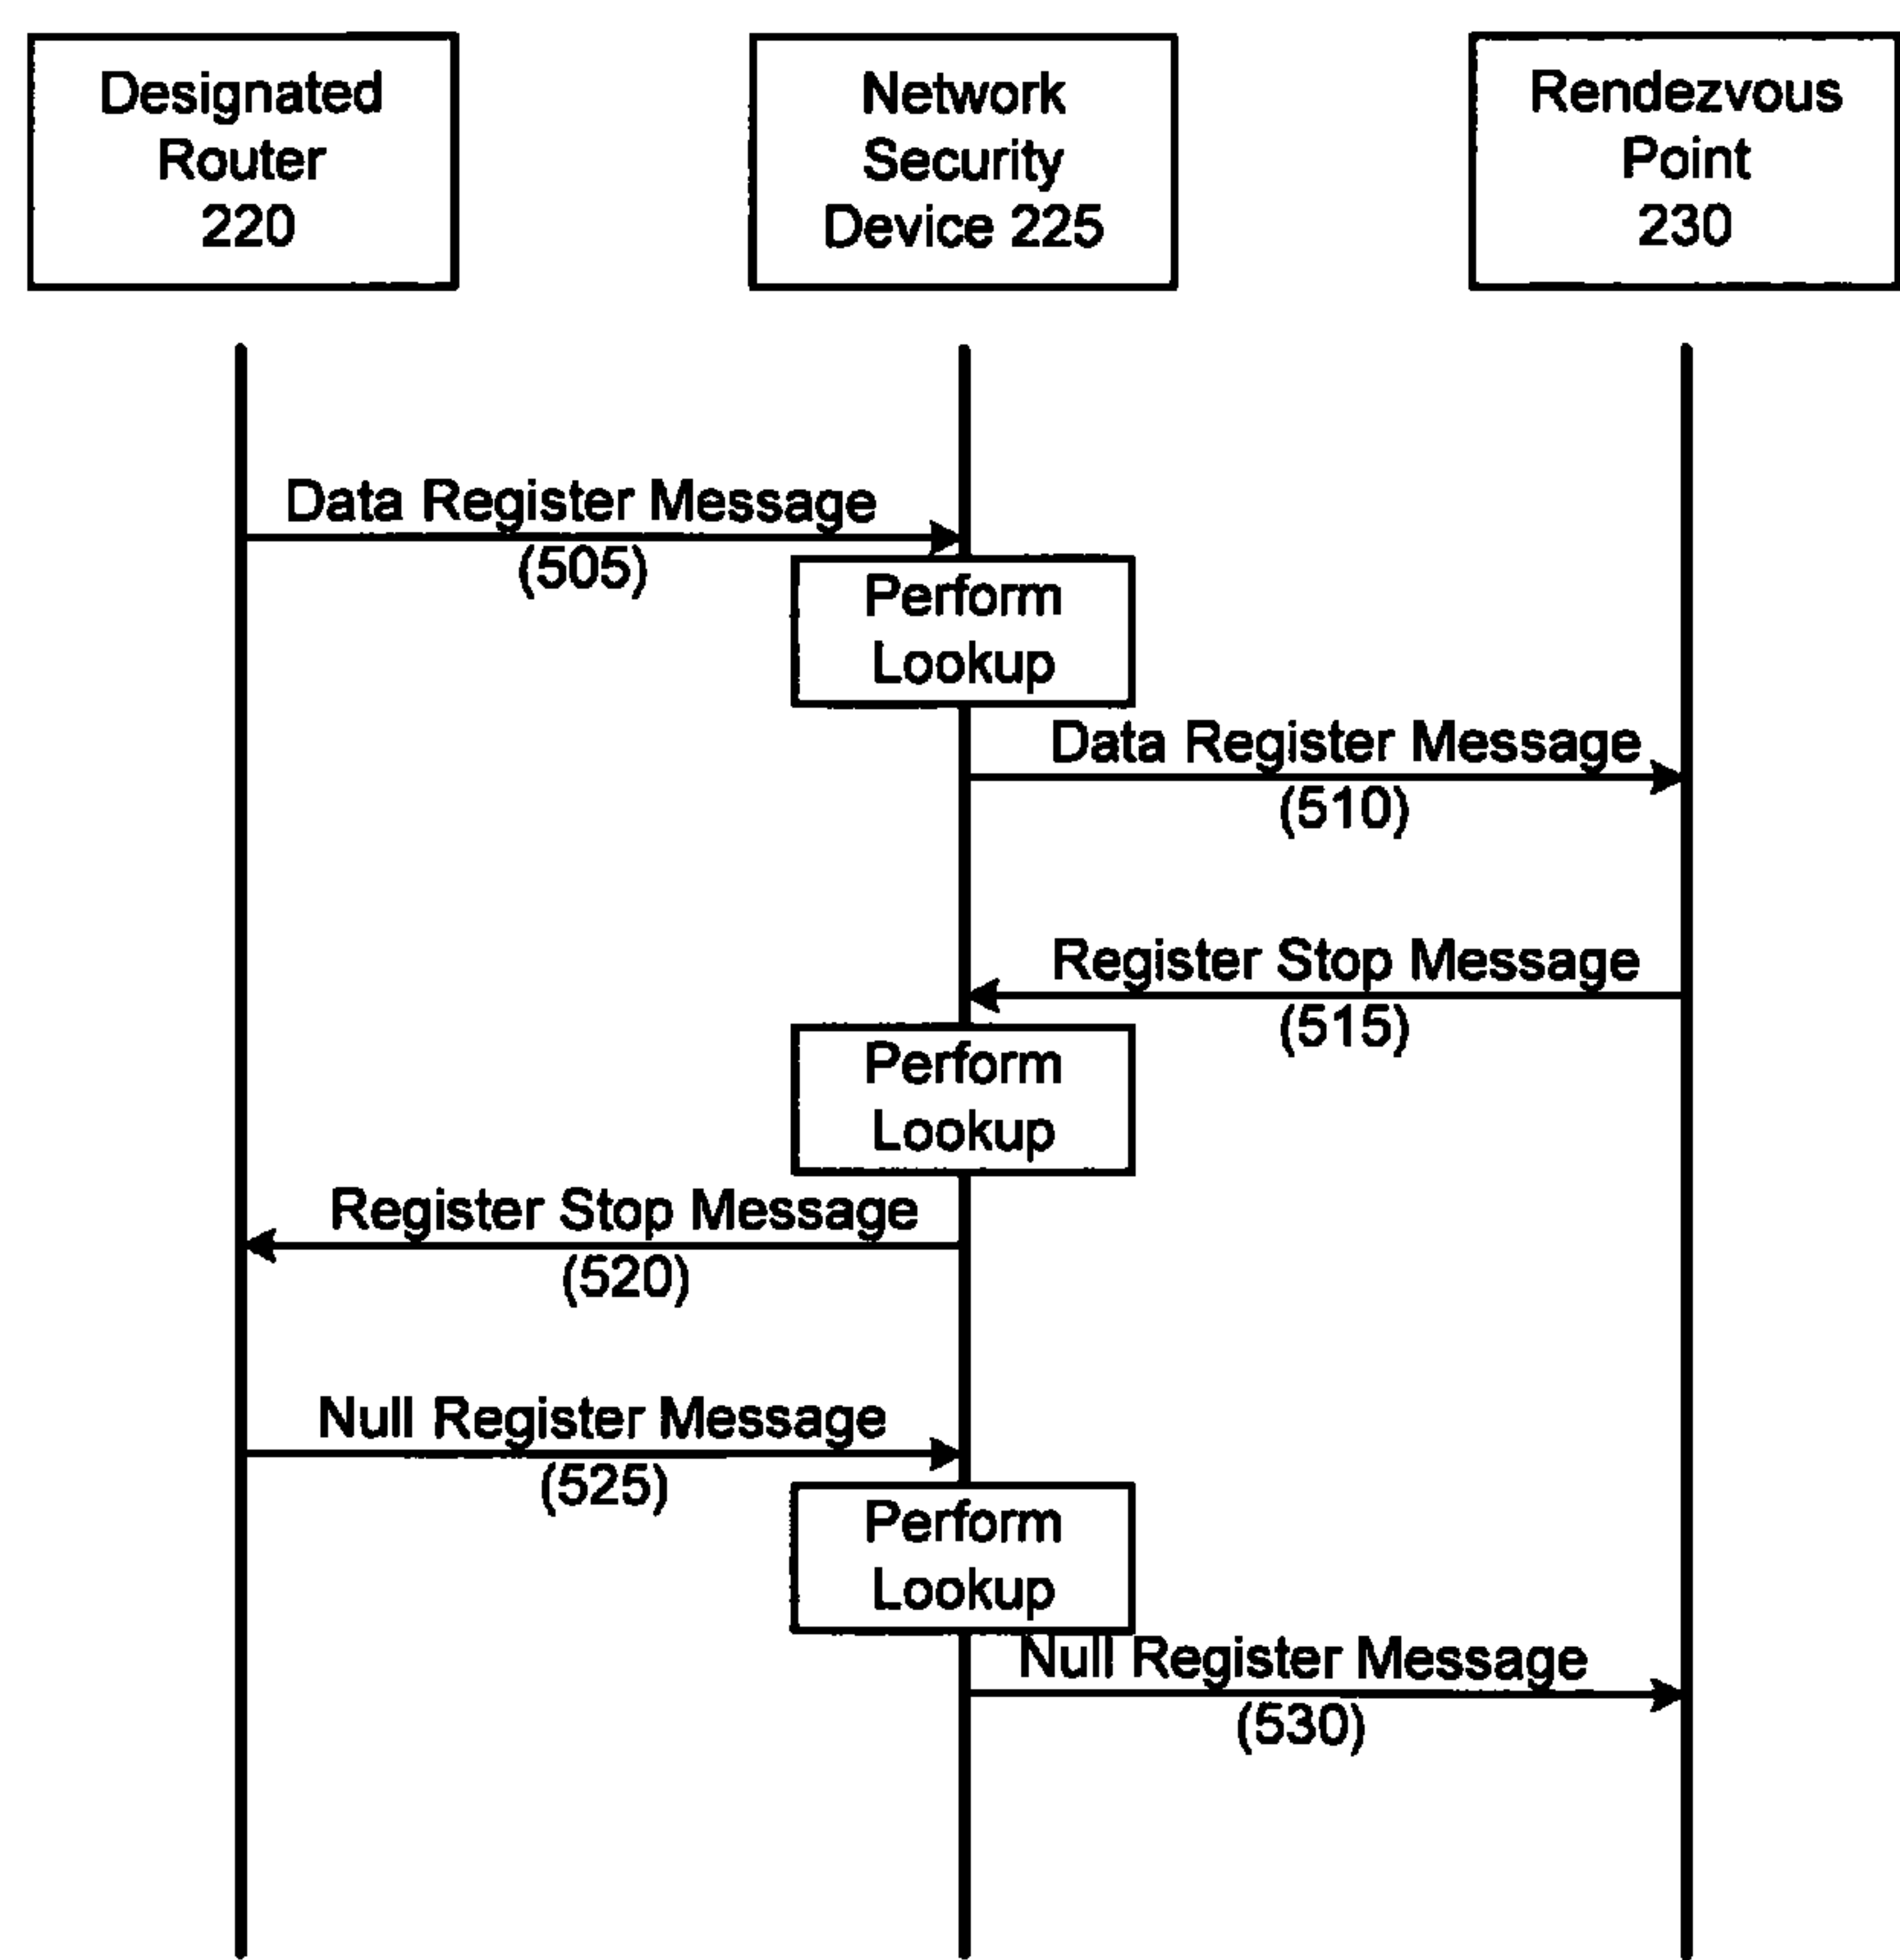 Designated
Router
220
Network
Security
Device 225
Rendezvous
Point
230
Data Register Message
(505)
Perform
Lookup
Data Register Message
(510)
Register Stop Message
(515)
Perform
Lookup
Register Stop Message
(520)
Null Register Message
(525)
Perform
Lookup
Null Register Message
(530)